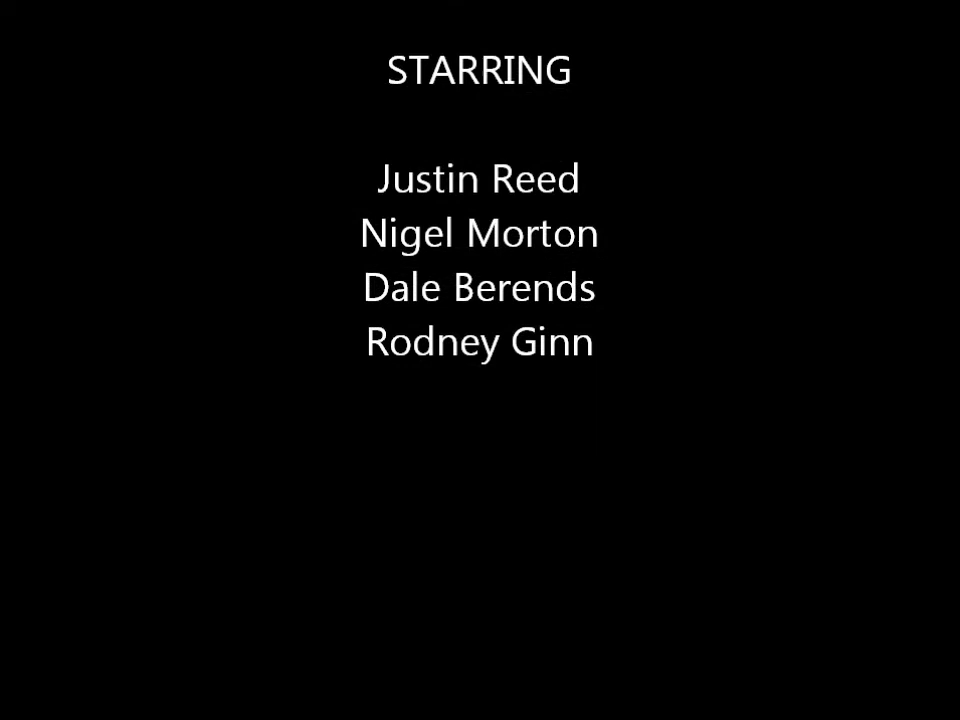 STARRING
Justin Reed
Nigel Morton
Dale Berends
Rodney Ginn